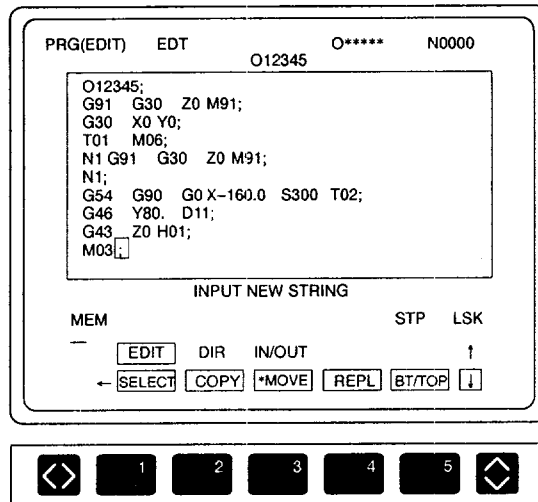 PRG(EDIT) EDT O***** N0000
O12345
O12345;
G91 G30 Z0 M91;
G30 X0 Y0;
T01 M06;
N1 G91 G30 Z0 M91;
N1;
G54 G90 G0 X-160.0 S300 T02;
G46 Y80. D11;
G43 Z0 H01;
M03;
INPUT NEW STRING
MEM STP LSK
EDIT DIR IN/OUT ↑
← SELECT COPY *MOVE REPL BT/TOP ↓
1 2 3 4 5